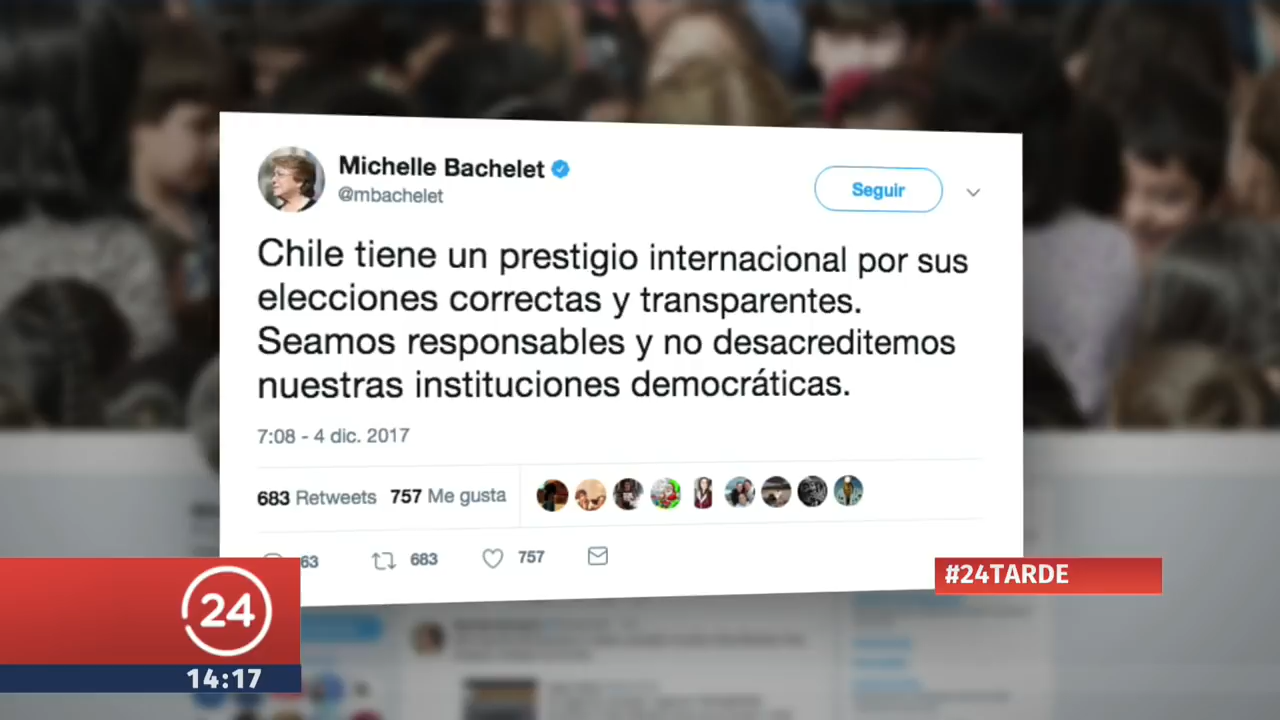 Michelle Bachelet
@mbachelet
Seguir
Chile tiene un prestigio internacional por sus
elecciones correctas y transparentes.
Seamos responsables y no desacreditemos
nuestras instituciones democráticas.
7:08 - 4 dic. 2017
683 Retweets 757 Me gusta
63 683 757
#24TARDE
24
14:17